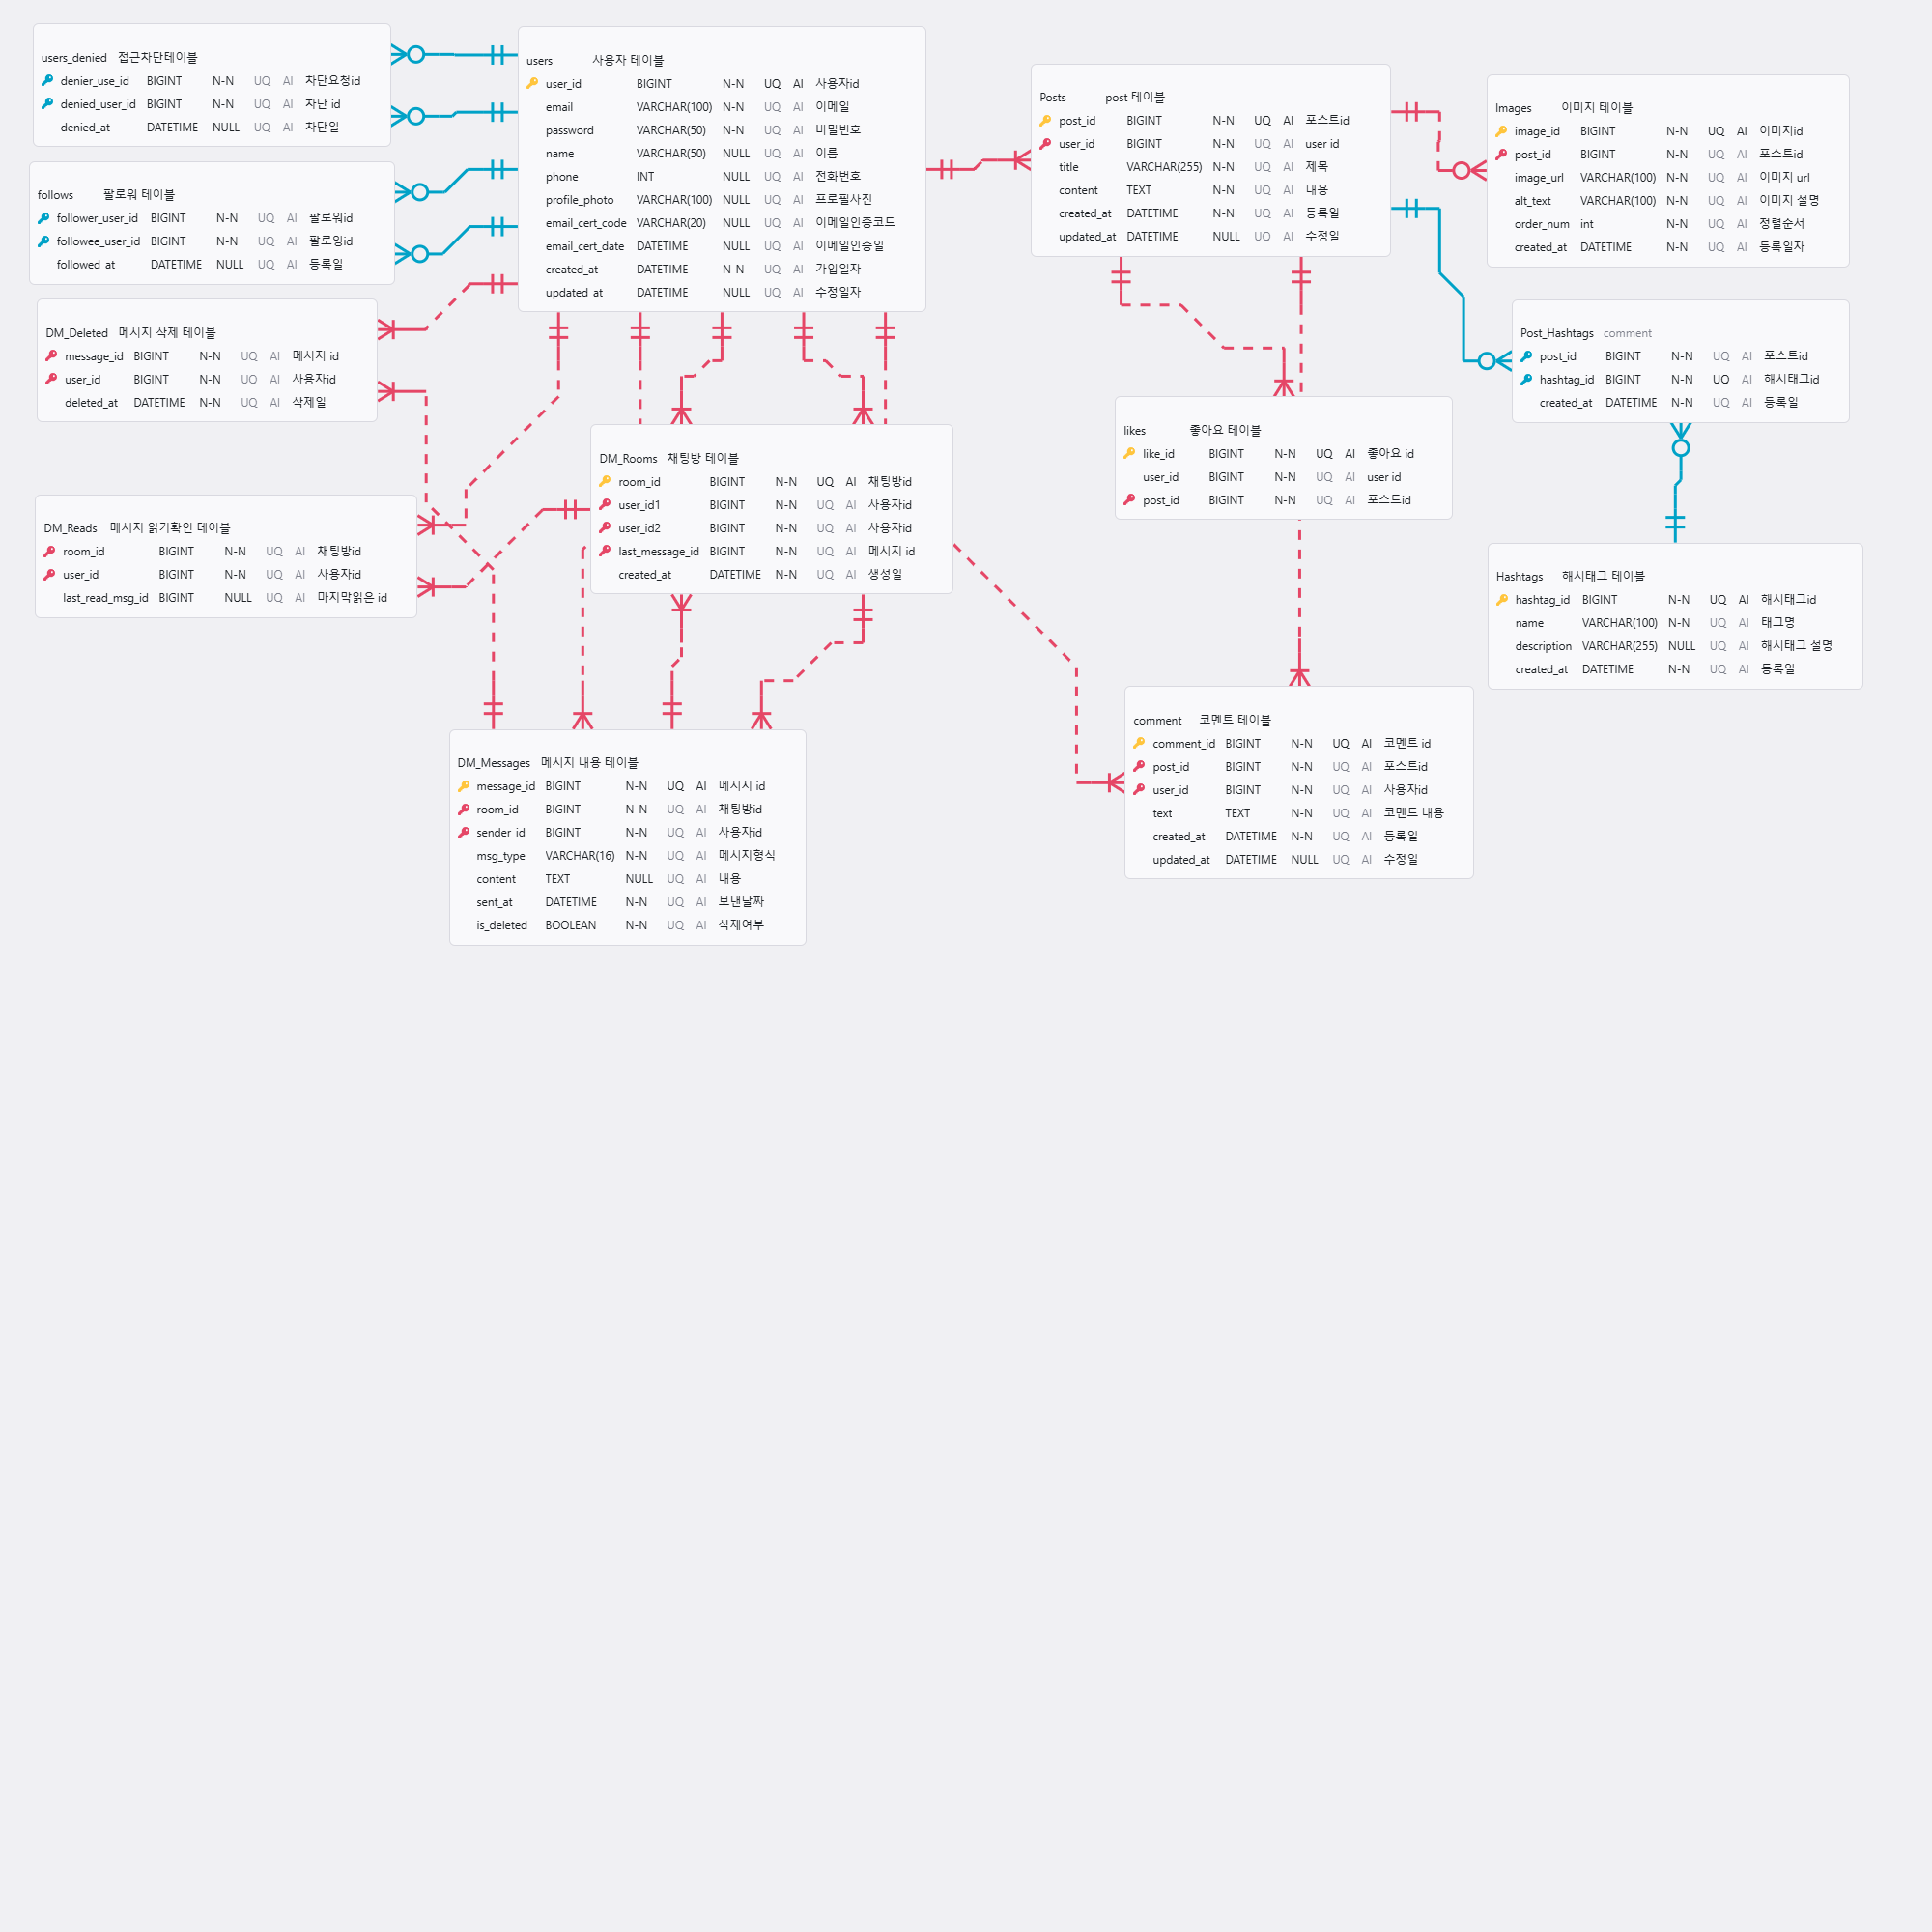 users_denied 접근차단테이블
denier_use_id BIGINT N-N UQ AI 차단요청id
denied_user_id BIGINT N-N UQ AI 차단 id
denied_at DATETIME NULL UQ AI 차단일
follows 팔로워 테이블
follower_user_id BIGINT N-N UQ AI 팔로워id
followee_user_id BIGINT N-N UQ AI 팔로잉id
followed_at DATETIME NULL UQ AI 등록일
DM_Deleted 메시지 삭제 테이블
message_id BIGINT N-N UQ AI 메시지 id
user_id BIGINT N-N UQ AI 사용자id
deleted_at DATETIME N-N UQ AI 삭제일
DM_Reads 메시지 읽기확인 테이블
room_id BIGINT N-N UQ AI 채팅방id
user_id BIGINT N-N UQ AI 사용자id
last_read_msg_id BIGINT NULL UQ AI 마지막읽은 id
users 사용자 테이블
user_id BIGINT N-N UQ AI 사용자id
email VARCHAR(100) N-N UQ AI 이메일
password VARCHAR(50) N-N UQ AI 비밀번호
name VARCHAR(50) NULL UQ AI 이름
phone INT NULL UQ AI 전화번호
profile_photo VARCHAR(100) NULL UQ AI 프로필사진
email_cert_code VARCHAR(20) NULL UQ AI 이메일인증코드
email_cert_date DATETIME NULL UQ AI 이메일인증일
created_at DATETIME N-N UQ AI 가입일자
updated_at DATETIME NULL UQ AI 수정일자
DM_Rooms 채팅방 테이블
room_id BIGINT N-N UQ AI 채팅방id
user_id1 BIGINT N-N UQ AI 사용자id
user_id2 BIGINT N-N UQ AI 사용자id
last_message_id BIGINT N-N UQ AI 메시지 id
created_at DATETIME N-N UQ AI 생성일
DM_Messages 메시지 내용 테이블
message_id BIGINT N-N UQ AI 메시지 id
room_id BIGINT N-N UQ AI 채팅방id
sender_id BIGINT N-N UQ AI 사용자id
msg_type VARCHAR(16) N-N UQ AI 메시지형식
content TEXT NULL UQ AI 내용
sent_at DATETIME N-N UQ AI 보낸날짜
is_deleted BOOLEAN N-N UQ AI 삭제여부
Posts post 테이블
post_id BIGINT N-N UQ AI 포스트id
user_id BIGINT N-N UQ AI user id
title VARCHAR(255) N-N UQ AI 제목
content TEXT N-N UQ AI 내용
created_at DATETIME N-N UQ AI 등록일
updated_at DATETIME NULL UQ AI 수정일
likes 좋아요 테이블
like_id BIGINT N-N UQ AI 좋아요 id
user_id BIGINT N-N UQ AI user id
post_id BIGINT N-N UQ AI 포스트id
comment 코멘트 테이블
comment_id BIGINT N-N UQ AI 코멘트 id
post_id BIGINT N-N UQ AI 포스트id
user_id BIGINT N-N UQ AI 사용자id
text TEXT N-N UQ AI 코멘트 내용
created_at DATETIME N-N UQ AI 등록일
updated_at DATETIME NULL UQ AI 수정일
Images 이미지 테이블
image_id BIGINT N-N UQ AI 이미지id
post_id BIGINT N-N UQ AI 포스트id
image_url VARCHAR(100) N-N UQ AI 이미지 url
alt_text VARCHAR(100) N-N UQ AI 이미지 설명
order_num int N-N UQ AI 정렬순서
created_at DATETIME N-N UQ AI 등록일자
Post_Hashtags comment
post_id BIGINT N-N UQ AI 포스트id
hashtag_id BIGINT N-N UQ AI 해시태그id
created_at DATETIME N-N UQ AI 등록일
Hashtags 해시태그 테이블
hashtag_id BIGINT N-N UQ AI 해시태그id
name VARCHAR(100) N-N UQ AI 태그명
description VARCHAR(255) NULL UQ AI 해시태그 설명
created_at DATETIME N-N UQ AI 등록일